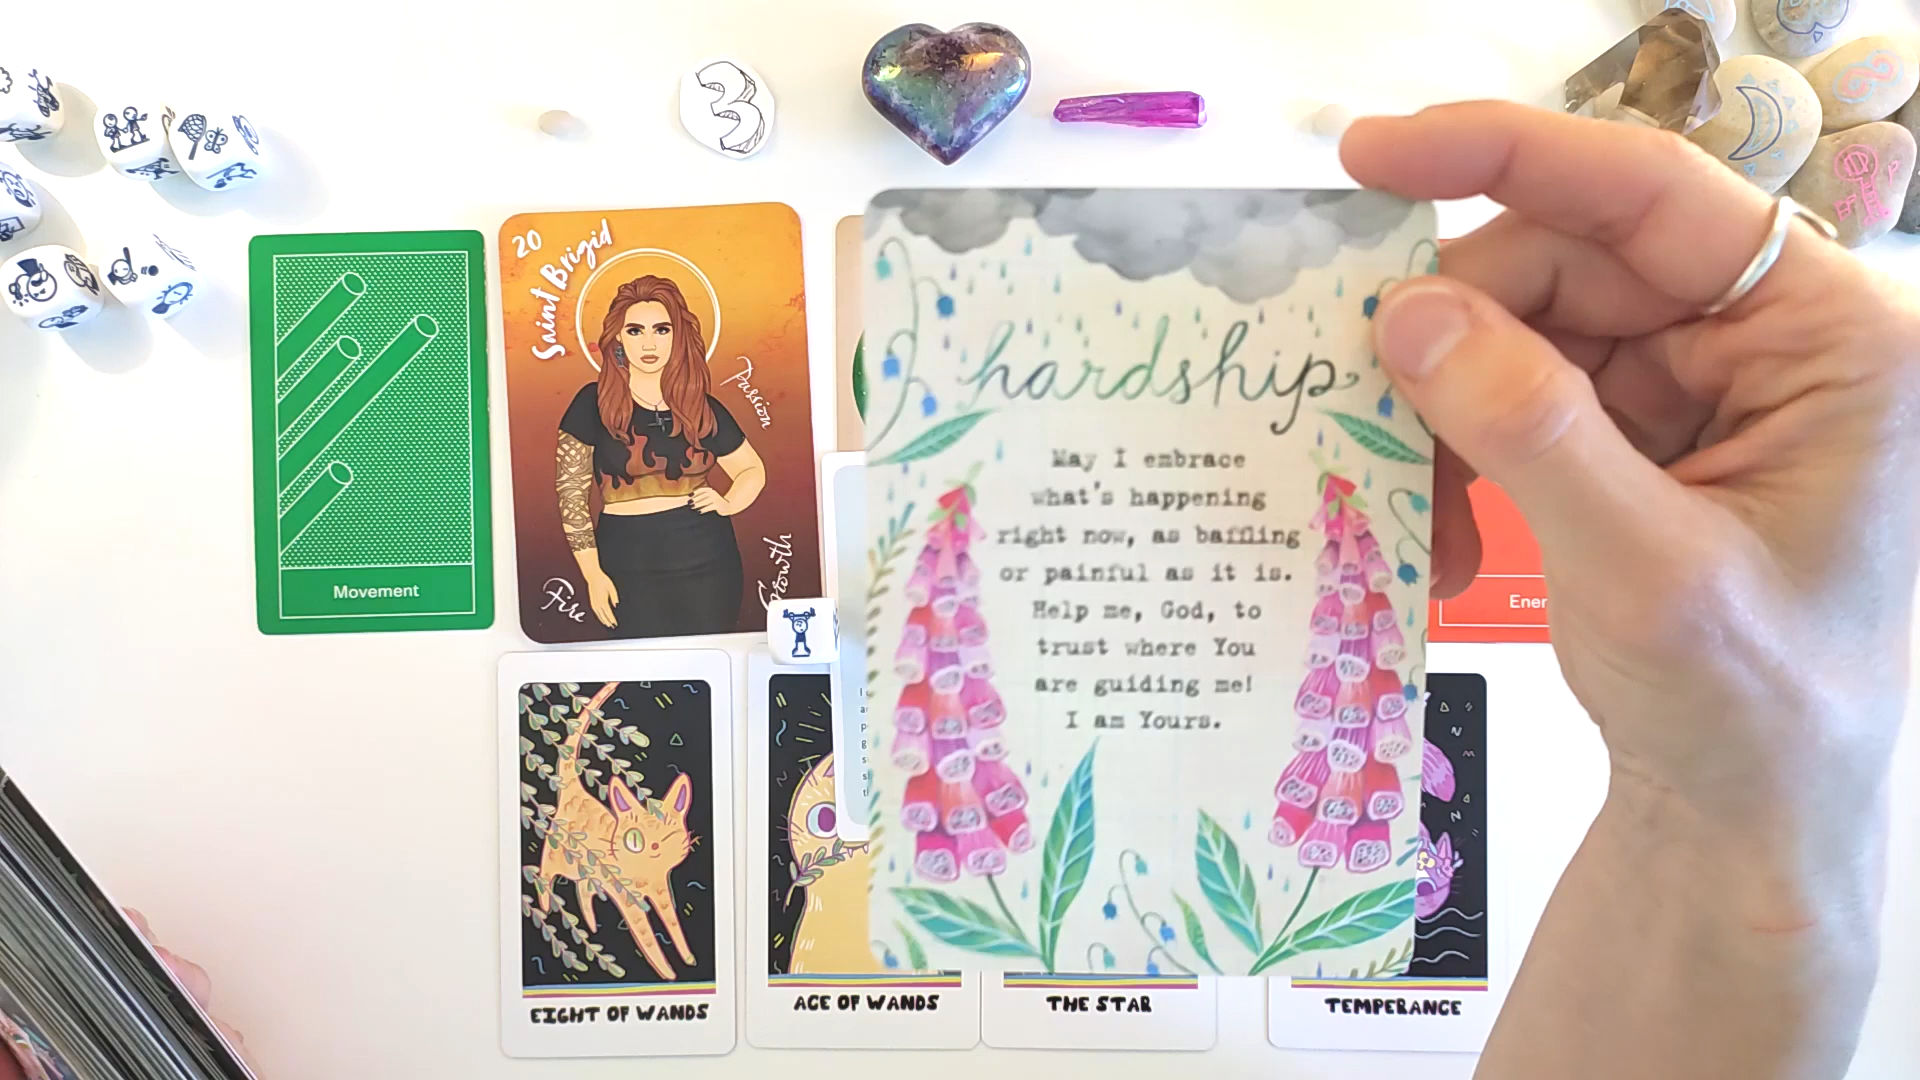 3
20
Saint Brigid
Passion
Growth
Fire
Movement
hardship
May I embrace
what's happening
right now, as baffling
or painful as it is.
Help me, God, to
trust where You
are guiding me!
I am Yours.
Ener
EIGHT OF WANDS
ACE OF WANDS
THE STAR
TEMPERANCE